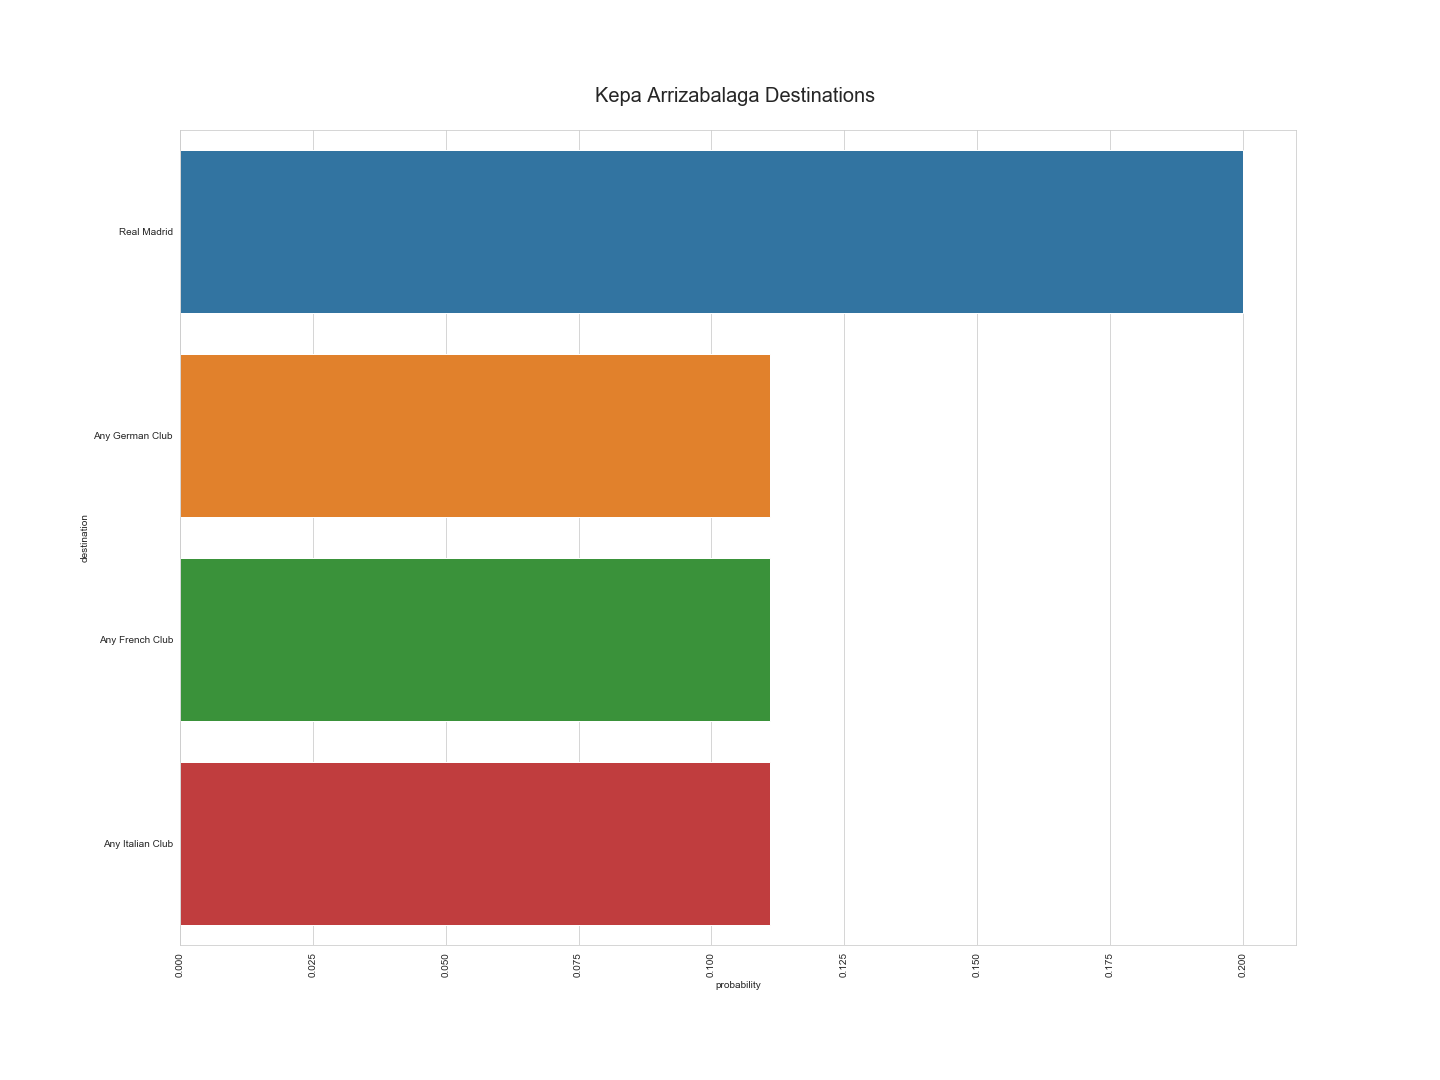 Kepa Arrizabalaga Destinations
Real Madrid
Any German Club
Any French Club
Any Italian Club
destination
0.000
0.025
0.050
0.075
0.100
0.125
0.150
0.175
0.200
probability